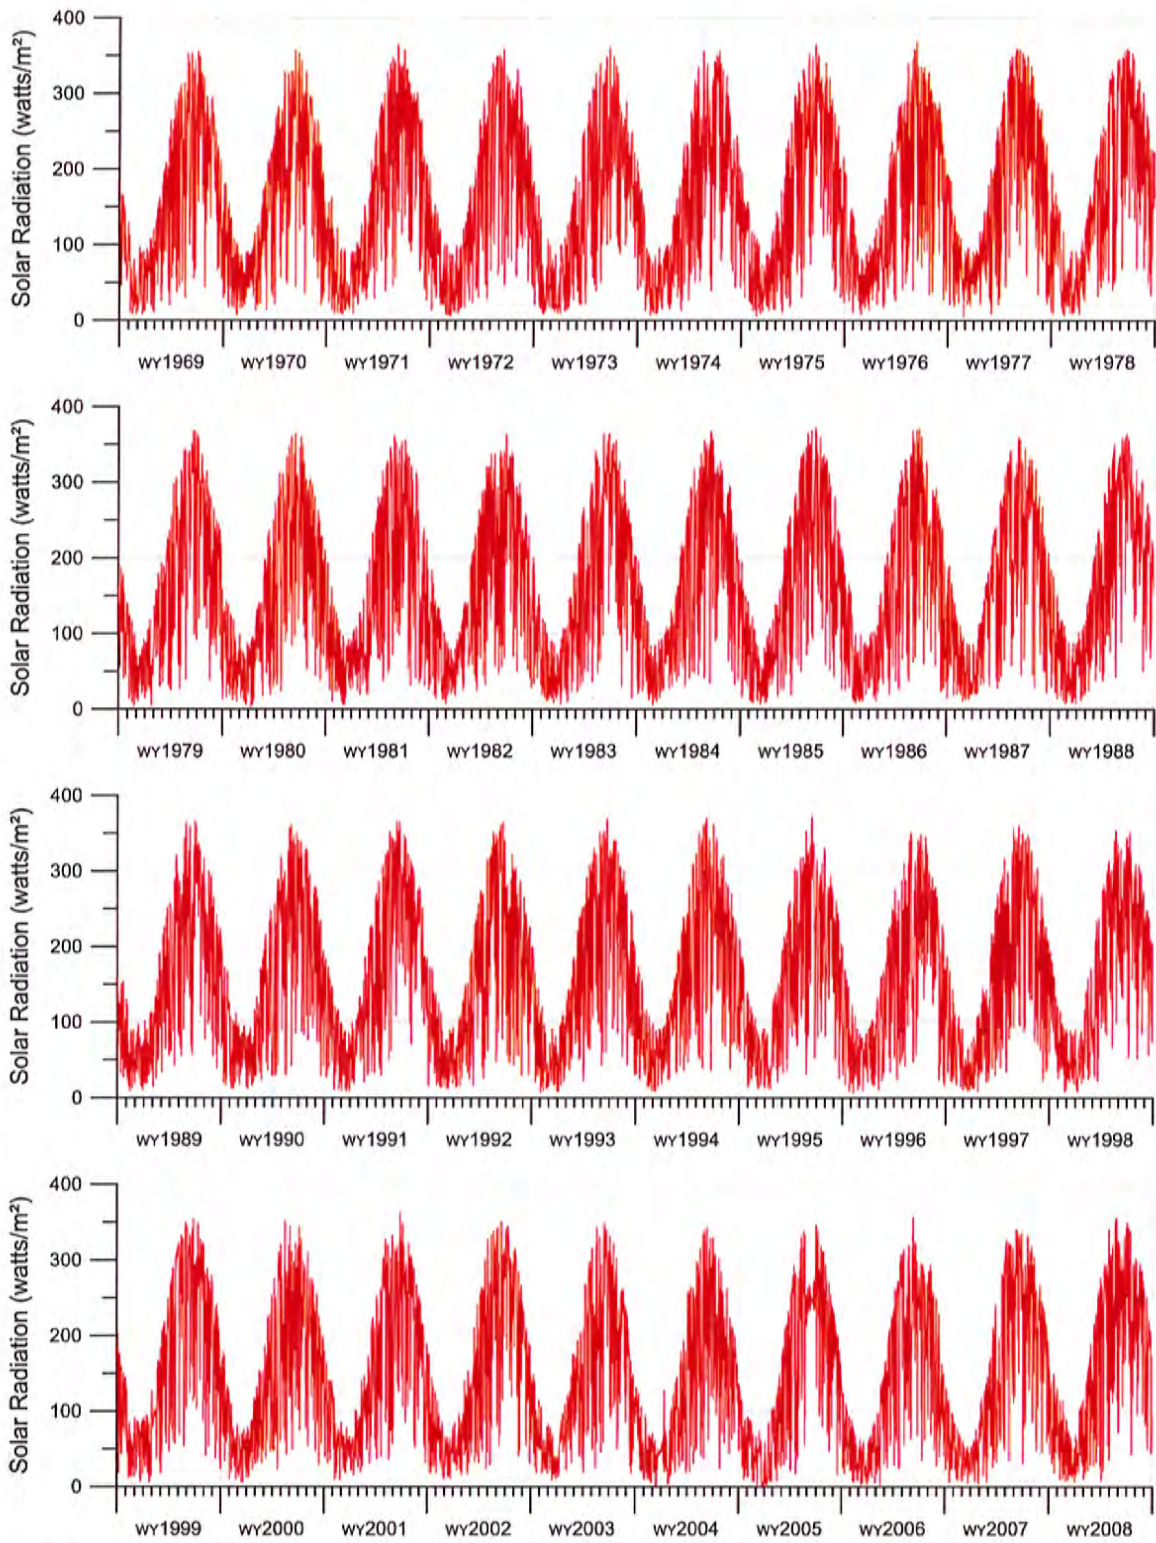 Solar Radiation (watts/m²)
400
300
200
100
0
WY1969 WY1970 WY1971 WY1972 WY1973 WY1974 WY1975 WY1976 WY1977 WY1978
Solar Radiation (watts/m²)
400
300
200
100
0
WY1979 WY1980 WY1981 WY1982 WY1983 WY1984 WY1985 WY1986 WY1987 WY1988
Solar Radiation (watts/m²)
400
300
200
100
0
WY1989 WY1990 WY1991 WY1992 WY1993 WY1994 WY1995 WY1996 WY1997 WY1998
Solar Radiation (watts/m²)
400
300
200
100
0
WY1999 WY2000 WY2001 WY2002 WY2003 WY2004 WY2005 WY2006 WY2007 WY2008